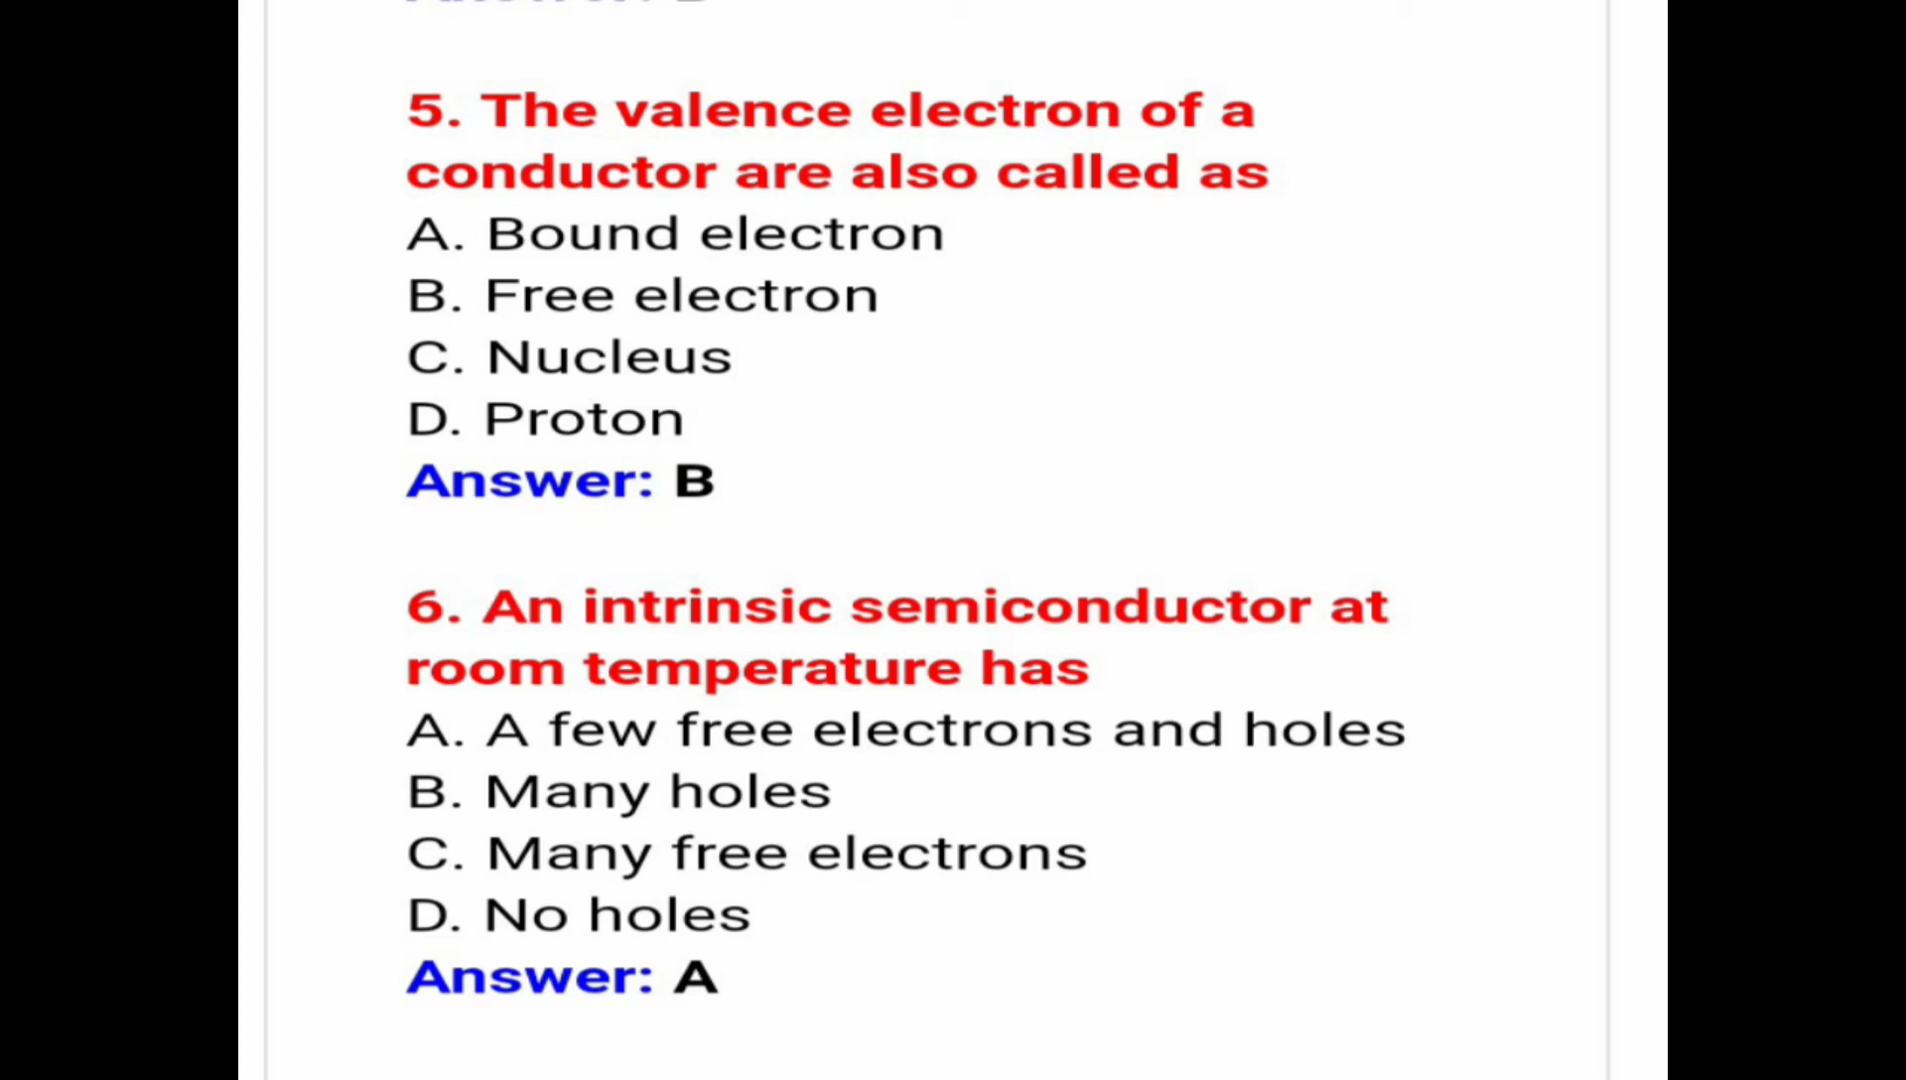 5. The valence electron of a
conductor are also called as
A. Bound electron
B. Free electron
C. Nucleus
D. Proton
Answer: B
6. An intrinsic semiconductor at
room temperature has
A. A few free electrons and holes
B. Many holes
C. Many free electrons
D. No holes
Answer: A